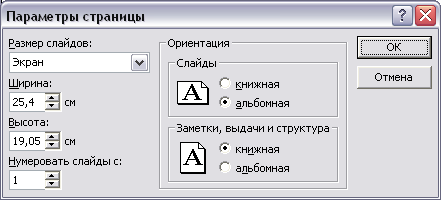 Параметры страницы
Размер слайдов:
Экран
Ширина:
25,4 см
Высота:
19,05 см
Нумеровать слайды с:
1
Ориентация
Слайды
A
книжная
альбомная
Заметки, выдачи и структура
A
книжная
альбомная
OK
Отмена